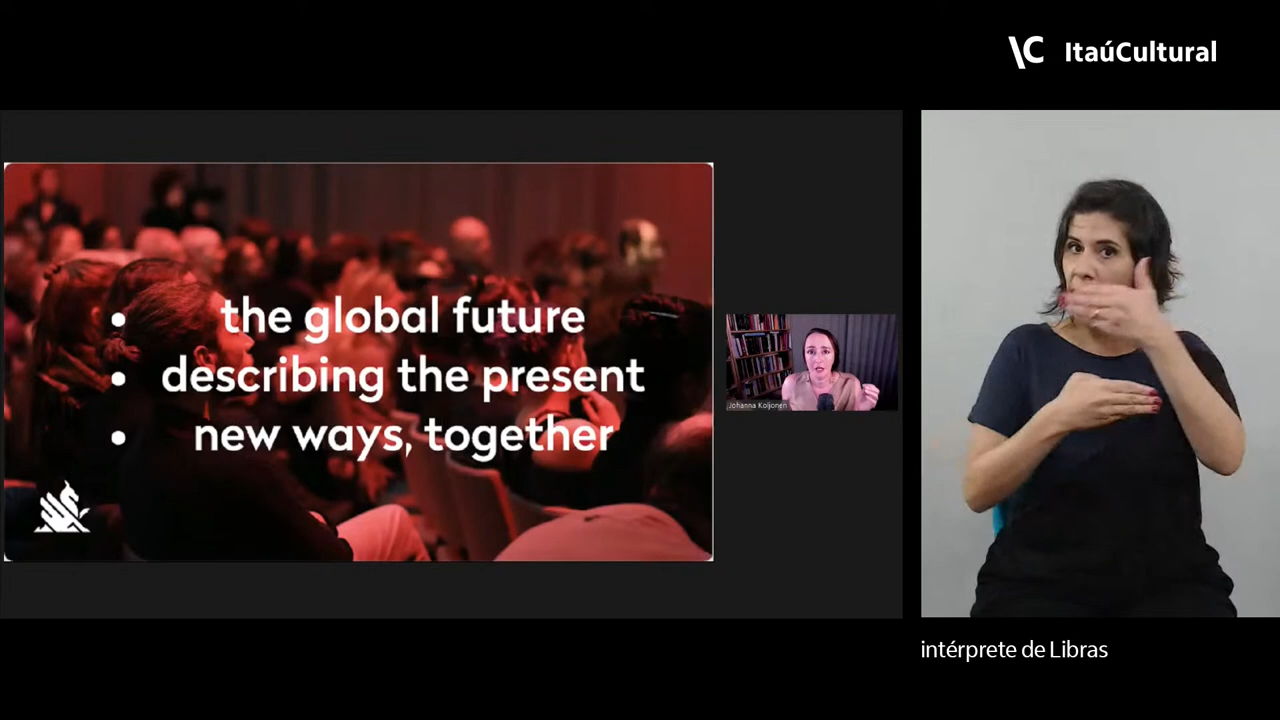 \C ItaúCultural
• the global future
• describing the present
• new ways, together
Johanna Koljonen
intérprete de Libras